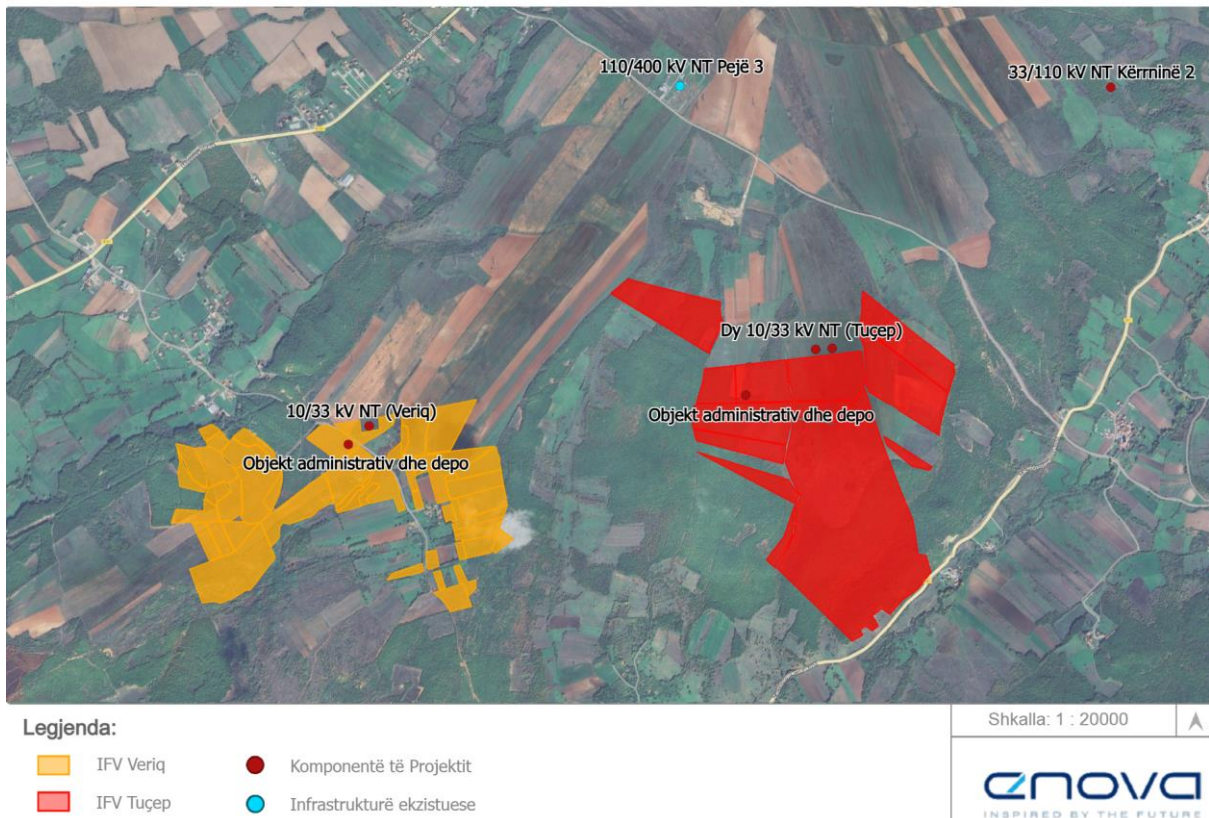 110/400 kV NT Pejë 3
33/110 kV NT Kërrninë 2
Dy 10/33 kV NT (Tuçep)
10/33 kV NT (Veriq)
Objekt administrativ dhe depo
Objekt administrativ dhe depo
Legjenda:
IFV Veriq
Komponentë të Projektit
IFV Tuçep
Infrastrukturë ekzistuese
Shkalla: 1 : 20000
enova
INSPIRED BY THE FUTURE